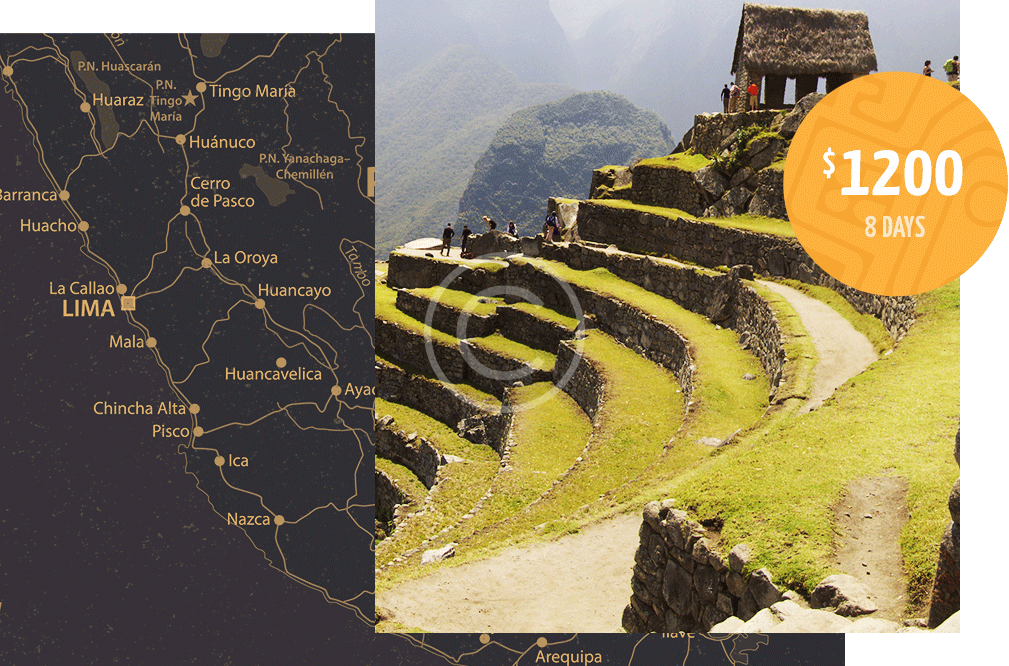 P.N. Huascarán
P.N.
Tingo
María
Huaraz
Tingo María
Huánuco
P.N. Yanachaga–
Chemillén
Cerro
de Pasco
Barranca
Huacho
La Oroya
Tambo
La Callao
LIMA
Huancayo
Mala
Huancavelica
Chincha Alta
Pisco
Ica
Nazca
Arequipa
$1200
8 DAYS
©